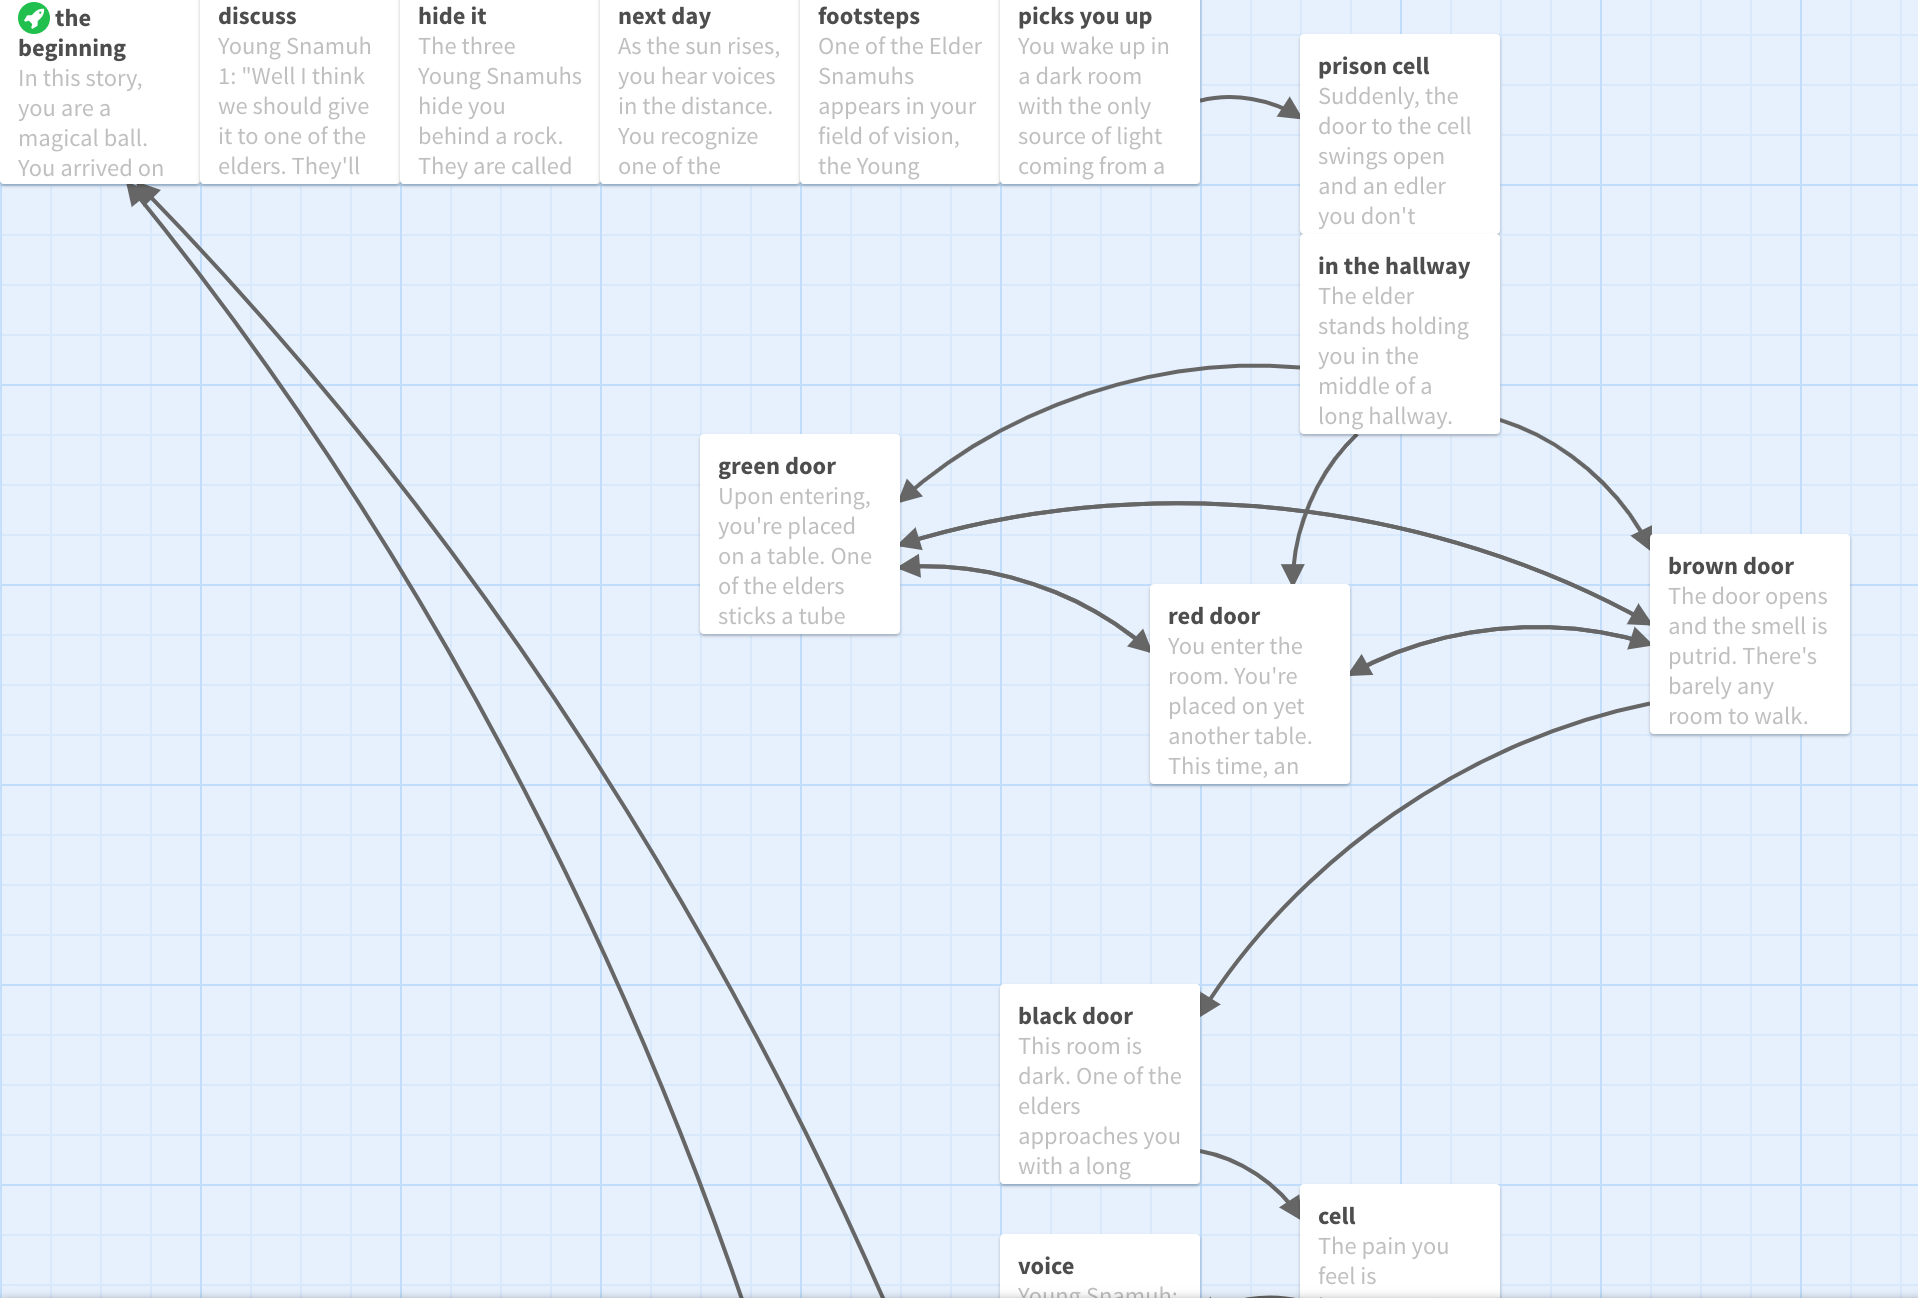 the
beginning
In this story,
you are a
magical ball.
You arrived on
discuss
Young Snamuh
1: "Well I think
we should give
it to one of the
elders. They'll
hide it
The three
Young Snamuhs
hide you
behind a rock.
They are called
next day
As the sun rises,
you hear voices
in the distance.
You recognize
one of the
footsteps
One of the Elder
Snamuhs
appears in your
field of vision,
the Young
picks you up
You wake up in
a dark room
with the only
source of light
coming from a
prison cell
Suddenly, the
door to the cell
swings open
and an edler
you don't
in the hallway
The elder
stands holding
you in the
middle of a
long hallway.
green door
Upon entering,
you're placed
on a table. One
of the elders
sticks a tube
red door
You enter the
room. You're
placed on yet
another table.
This time, an
brown door
The door opens
and the smell is
putrid. There's
barely any
room to walk.
black door
This room is
dark. One of the
elders
approaches you
with a long
cell
The pain you
feel is
voice
Young Snamuh: